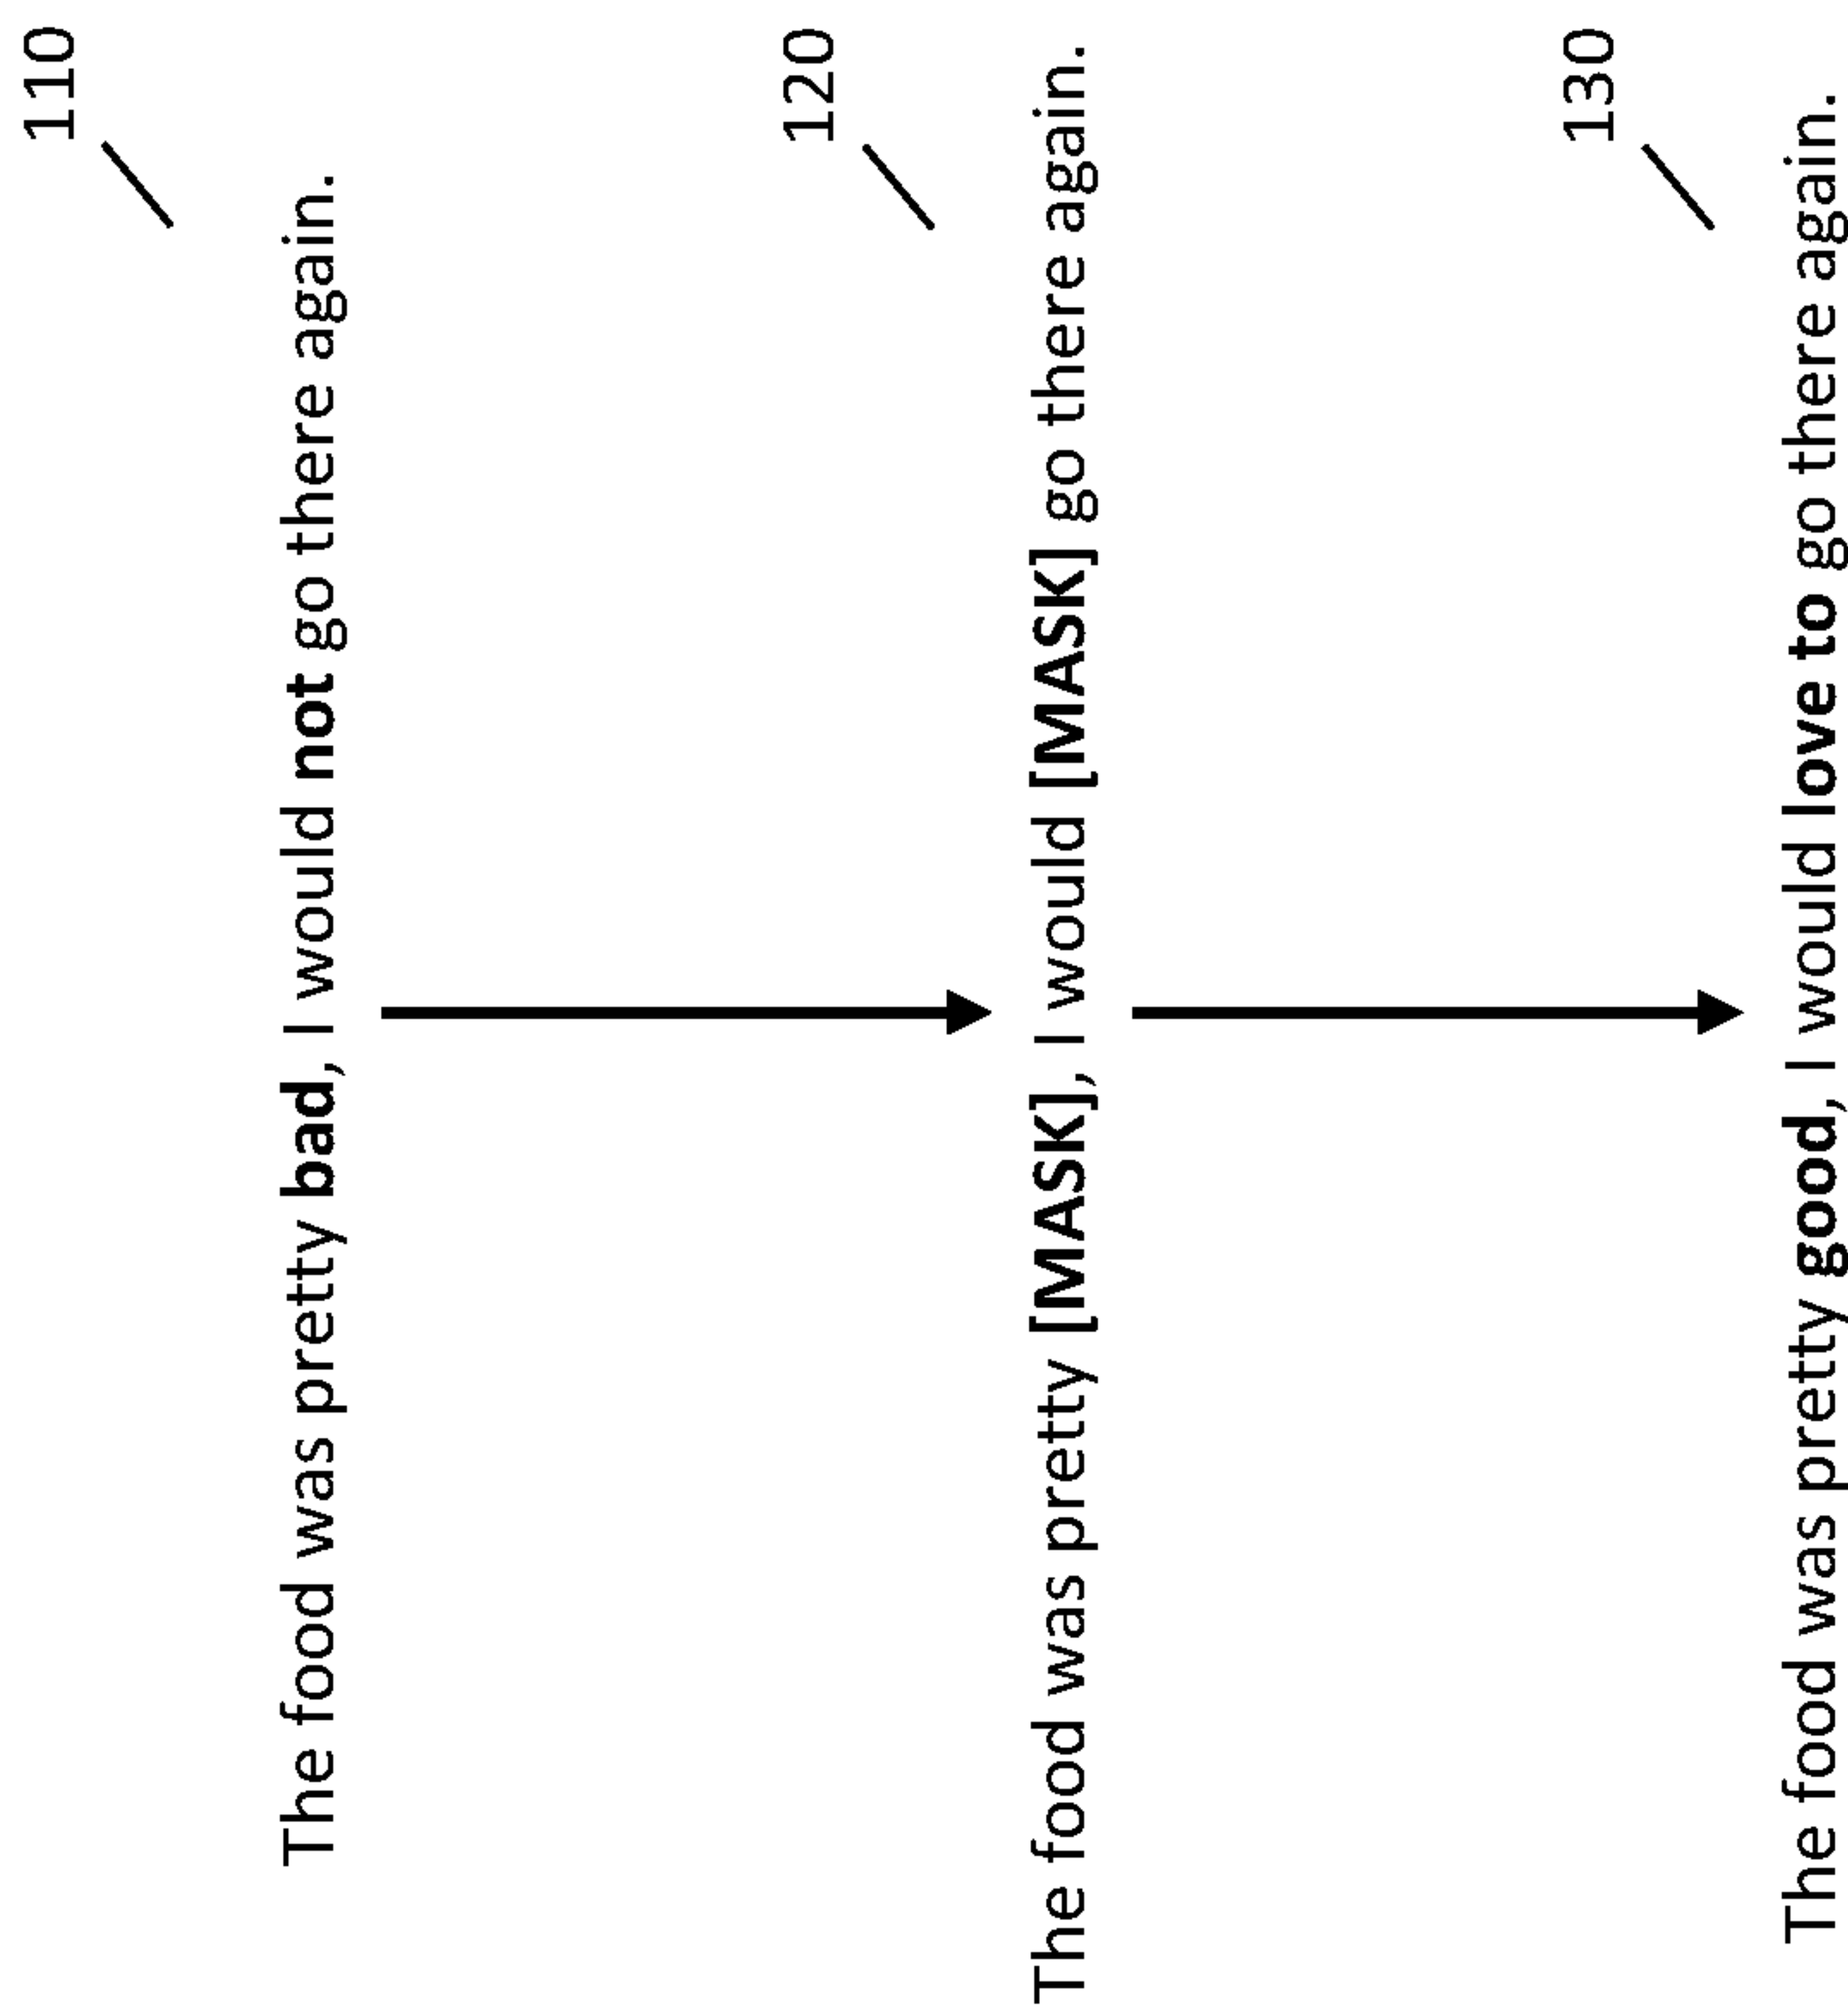 110
The food was pretty bad, I would not go there again.
120
The food was pretty [MASK], I would [MASK] go there again.
130
The food was pretty good, I would love to go there again.